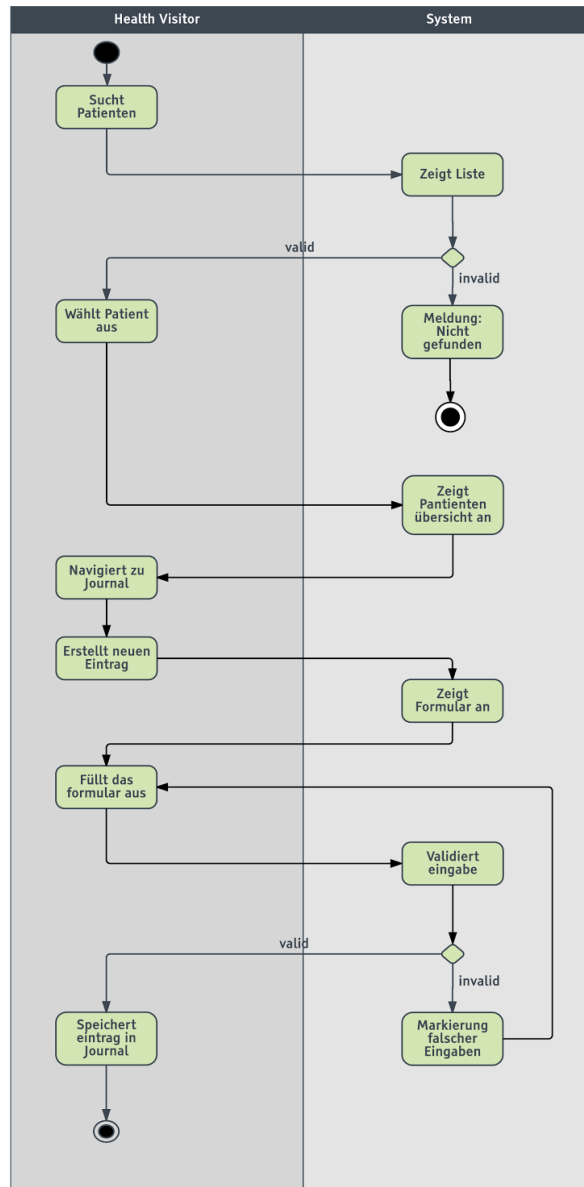 Health Visitor
System
Sucht
Patienten
Zeigt Liste
valid
invalid
Wählt Patient
aus
Meldung:
Nicht
gefunden
Zeigt
Pantienten
übersicht an
Navigiert zu
Journal
Erstellt neuen
Eintrag
Zeigt
Formular an
Füllt das
formular aus
Validiert
eingabe
valid
invalid
Speichert
eintrag in
Journal
Markierung
falscher
Eingaben